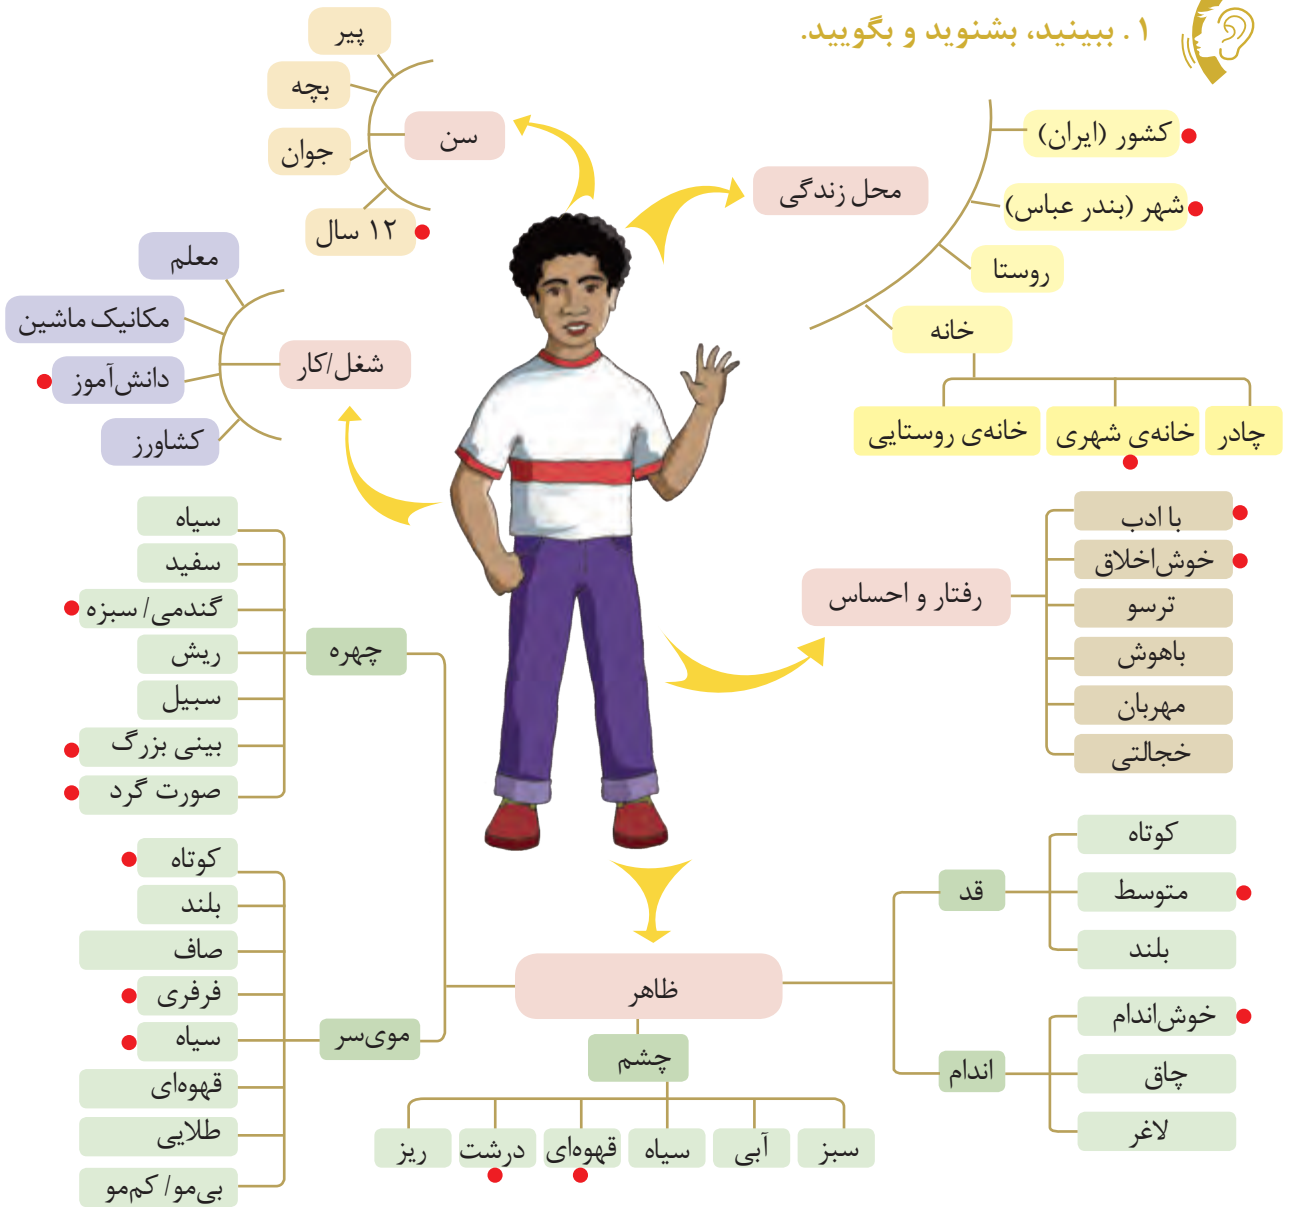 ۱. ببینید، بشنوید و بگویید.
سن
پیر
بچه
جوان
۱۲ سال
محل زندگی
کشور (ایران)
شهر (بندر عباس)
روستا
خانه
چادر
خانه‌ی شهری
خانه‌ی روستایی
شغل/کار
معلم
مکانیک ماشین
دانش‌آموز
کشاورز
رفتار و احساس
با ادب
خوش‌اخلاق
ترسو
باهوش
مهربان
خجالتی
ظاهر
قد
کوتاه
متوسط
بلند
اندام
خوش‌اندام
چاق
لاغر
چشم
سبز
آبی
سیاه
قهوه‌ای
درشت
ریز
چهره
سیاه
سفید
گندمی/ سبزه
ریش
سبیل
بینی بزرگ
صورت گرد
موی‌سر
کوتاه
بلند
صاف
فرفری
سیاه
قهوه‌ای
طلایی
بی‌مو/ کم‌مو